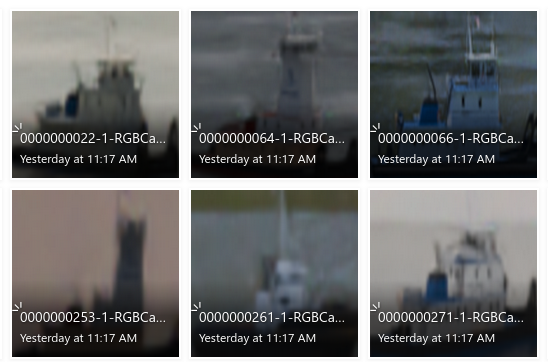 0000000022-1-RGBCa...
Yesterday at 11:17 AM
0000000064-1-RGBCa...
Yesterday at 11:17 AM
0000000066-1-RGBCa...
Yesterday at 11:17 AM
0000000253-1-RGBCa...
Yesterday at 11:17 AM
0000000261-1-RGBCa...
Yesterday at 11:17 AM
0000000271-1-RGBCa...
Yesterday at 11:17 AM